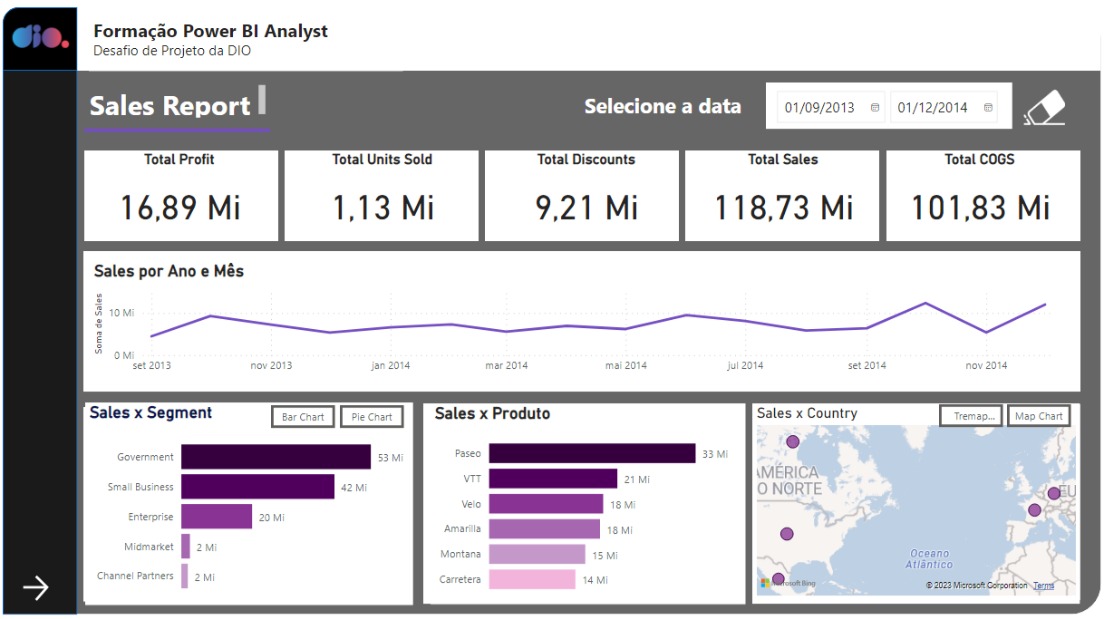 dio.
Formação Power BI Analyst
Desafio de Projeto da DIO
Sales Report
Selecione a data
01/09/2013
01/12/2014
Total Profit
16,89 Mi
Total Units Sold
1,13 Mi
Total Discounts
9,21 Mi
Total Sales
118,73 Mi
Total COGS
101,83 Mi
Sales por Ano e Mês
Soma de Sales
10 Mi
0 Mi
set 2013
nov 2013
jan 2014
mar 2014
mai 2014
jul 2014
set 2014
nov 2014
Sales x Segment
Bar Chart
Pie Chart
Government
53 Mi
Small Business
42 Mi
Enterprise
20 Mi
Midmarket
2 Mi
Channel Partners
2 Mi
Sales x Produto
Paseo
33 Mi
VTT
21 Mi
Velo
18 Mi
Amarilla
18 Mi
Montana
15 Mi
Carretera
14 Mi
Sales x Country
Tremap...
Map Chart
AMÉRICA
O NORTE
EU
Oceano
Atlântico
Microsoft Bing
© 2023 Microsoft Corporation Terms